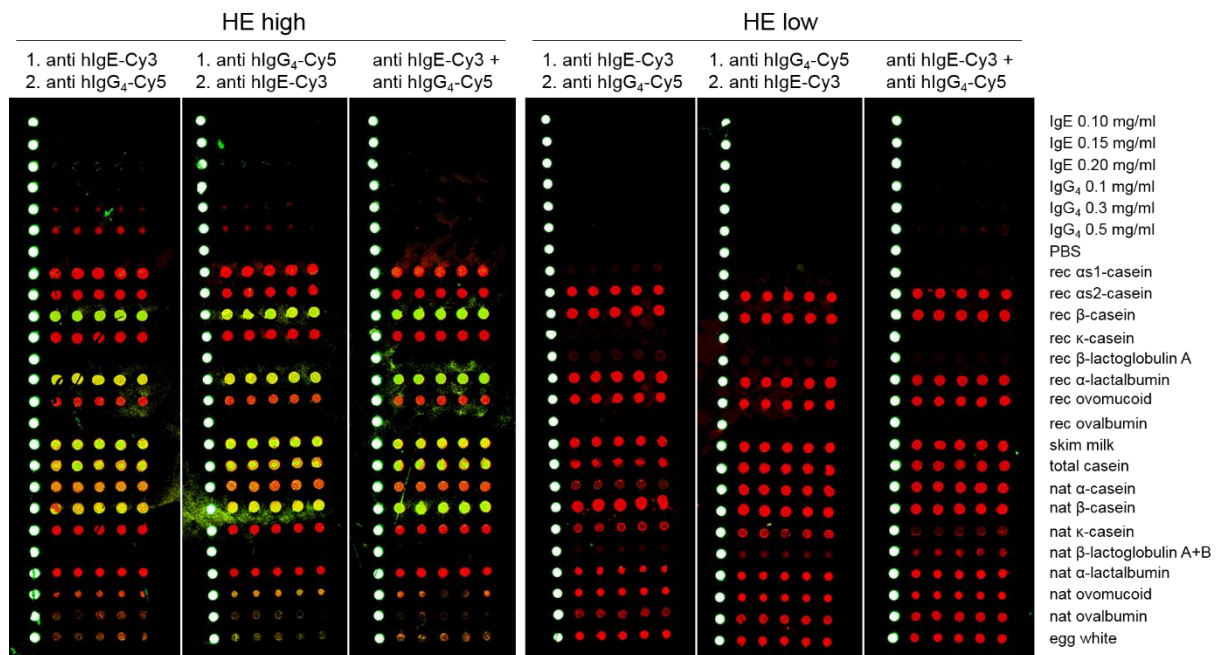 HE high
HE low
1. anti hIgE-Cy3
2. anti hIgG₄-Cy5
1. anti hIgG₄-Cy5
2. anti hIgE-Cy3
anti hIgE-Cy3 +
anti hIgG₄-Cy5
1. anti hIgE-Cy3
2. anti hIgG₄-Cy5
1. anti hIgG₄-Cy5
2. anti hIgE-Cy3
anti hIgE-Cy3 +
anti hIgG₄-Cy5
IgE 0.10 mg/ml
IgE 0.15 mg/ml
IgE 0.20 mg/ml
IgG₄ 0.1 mg/ml
IgG₄ 0.3 mg/ml
IgG₄ 0.5 mg/ml
PBS
rec αs1-casein
rec αs2-casein
rec β-casein
rec κ-casein
rec β-lactoglobulin A
rec α-lactalbumin
rec ovomucoid
rec ovalbumin
skim milk
total casein
nat α-casein
nat β-casein
nat κ-casein
nat β-lactoglobulin A+B
nat α-lactalbumin
nat ovomucoid
nat ovalbumin
egg white